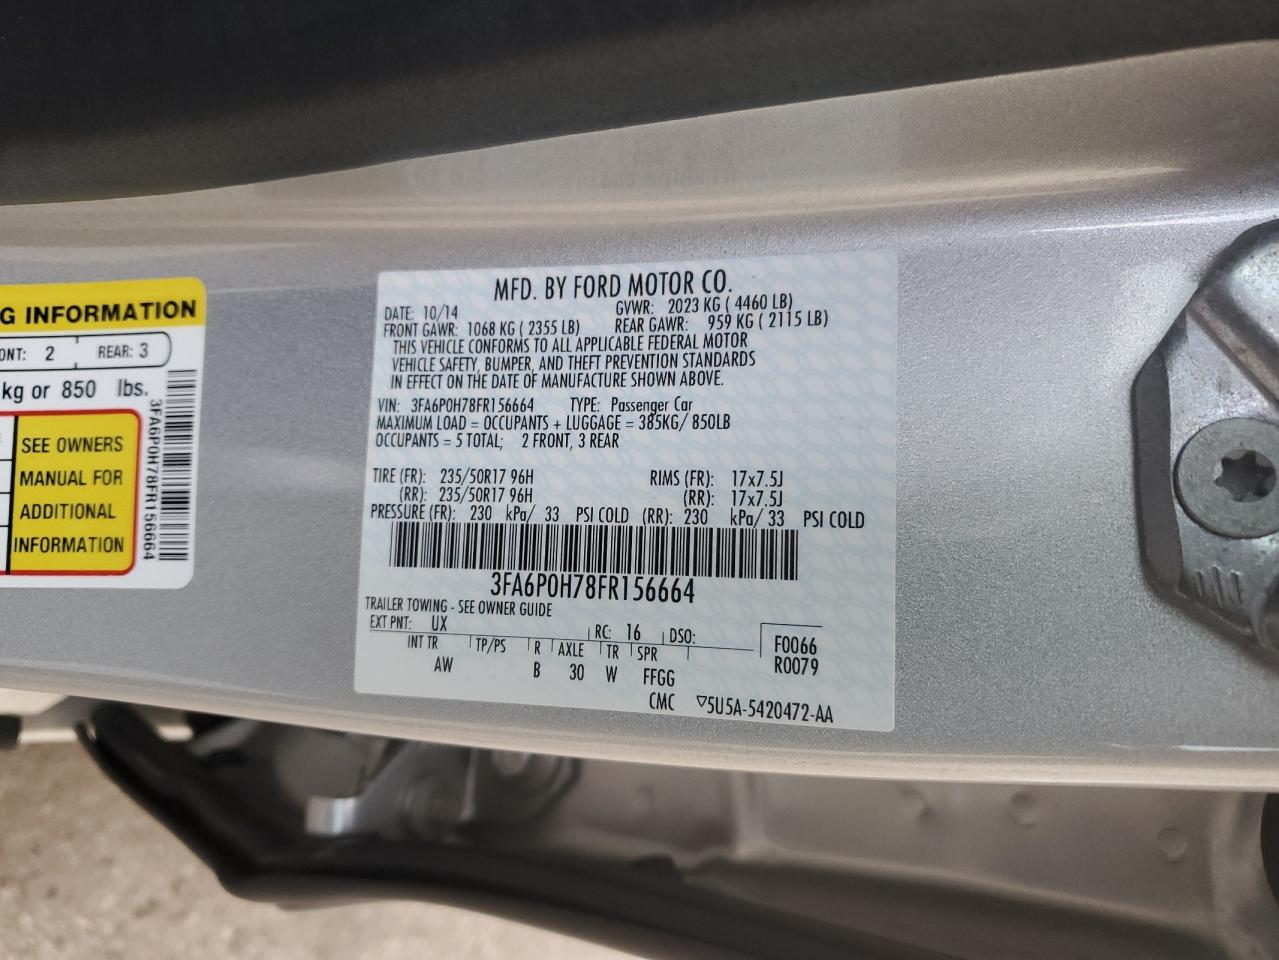 G INFORMATION
ONT: 2 REAR: 3
kg or 850 lbs.
SEE OWNERS
MANUAL FOR
ADDITIONAL
INFORMATION
3FA6P0H78FR156664
MFD. BY FORD MOTOR CO.
DATE: 10/14 GVWR: 2023 KG ( 4460 LB)
FRONT GAWR: 1068 KG ( 2355 LB) REAR GAWR: 959 KG ( 2115 LB)
THIS VEHICLE CONFORMS TO ALL APPLICABLE FEDERAL MOTOR
VEHICLE SAFETY, BUMPER, AND THEFT PREVENTION STANDARDS
IN EFFECT ON THE DATE OF MANUFACTURE SHOWN ABOVE.
VIN: 3FA6P0H78FR156664 TYPE: Passenger Car
MAXIMUM LOAD = OCCUPANTS + LUGGAGE = 385KG/ 850LB
OCCUPANTS = 5 TOTAL; 2 FRONT, 3 REAR
TIRE (FR): 235/50R17 96H RIMS (FR): 17x7.5J
(RR): 235/50R17 96H (RR): 17x7.5J
PRESSURE (FR): 230 kPa/ 33 PSI COLD (RR): 230 kPa/ 33 PSI COLD
3FA6P0H78FR156664
TRAILER TOWING - SEE OWNER GUIDE
EXT PNT: UX RC: 16 DSO:
INT TR TP/PS R AXLE TR SPR F0066
AW B 30 W FFGG R0079
CMC ▽5U5A-5420472-AA